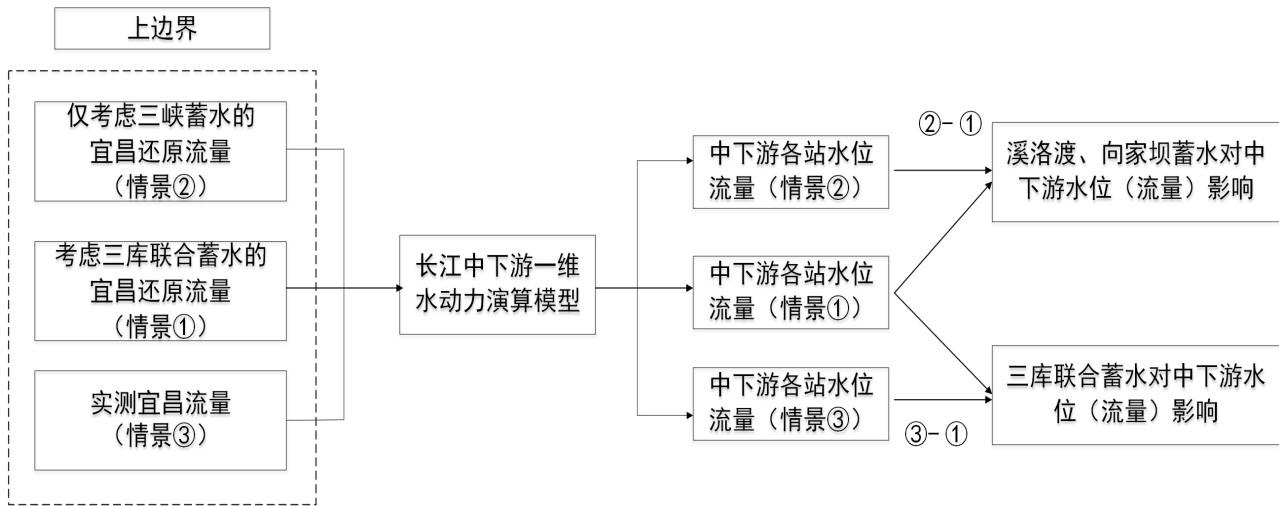 上边界
仅考虑三峡蓄水的
宜昌还原流量
（情景②）
考虑三库联合蓄水的
宜昌还原流量
（情景①）
实测宜昌流量
（情景③）
长江中下游一维
水动力演算模型
中下游各站水位
流量（情景②）
中下游各站水位
流量（情景①）
中下游各站水位
流量（情景③）
②-①
③-①
溪洛渡、向家坝蓄水对中
下游水位（流量）影响
三库联合蓄水对中下游水
位（流量）影响